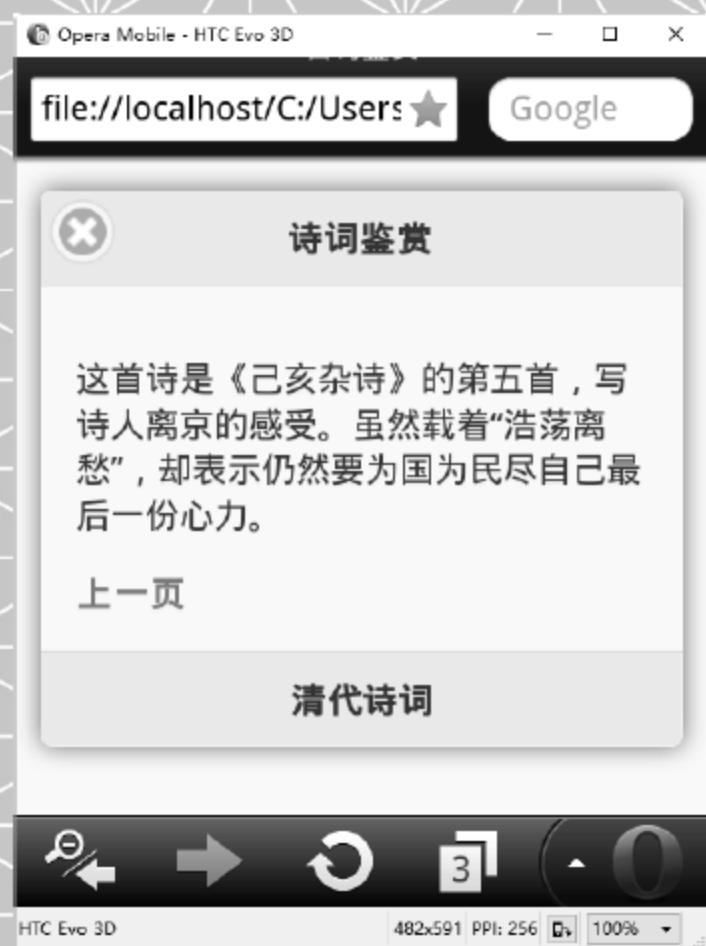 Opera Mobile - HTC Evo 3D
file://localhost/C:/Users
Google
诗词鉴赏
这首诗是《己亥杂诗》的第五首，写
诗人离京的感受。虽然载着“浩荡离
愁”，却表示仍然要为国为民尽自己最
后一份心力。
上一页
清代诗词
3
HTC Evo 3D
482x591 PPI: 256
100%